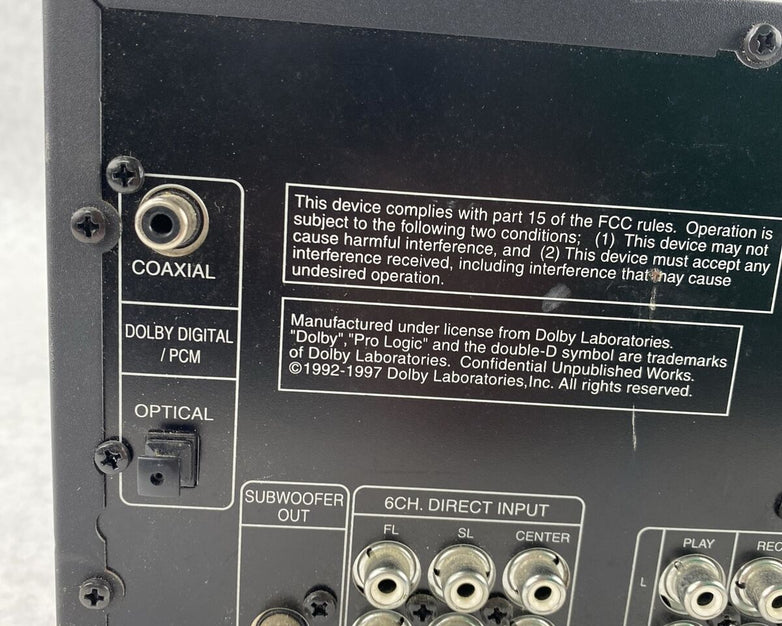 This device complies with part 15 of the FCC rules. Operation is
subject to the following two conditions; (1) This device may not
cause harmful interference, and (2) This device must accept any
interference received, including interference that may cause
undesired operation.
COAXIAL
DOLBY DIGITAL
/ PCM
OPTICAL
Manufactured under license from Dolby Laboratories.
"Dolby","Pro Logic" and the double-D symbol are trademarks
of Dolby Laboratories. Confidential Unpublished Works.
©1992-1997 Dolby Laboratories,Inc. All rights reserved.
SUBWOOFER
OUT
6CH. DIRECT INPUT
FL SL CENTER
PLAY REC
L